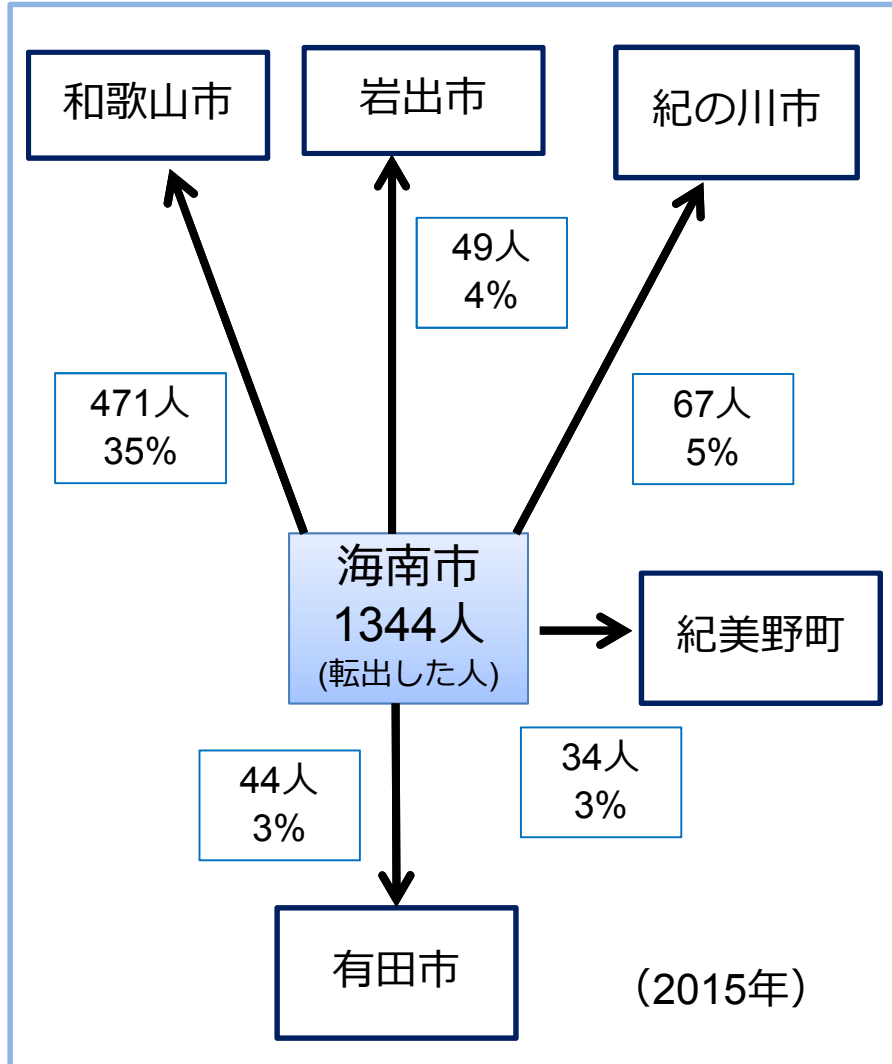 和歌山市
岩出市
紀の川市
49人
4%
471人
35%
67人
5%
海南市
1344人
(転出した人)
紀美野町
44人
3%
34人
3%
有田市
（2015年）